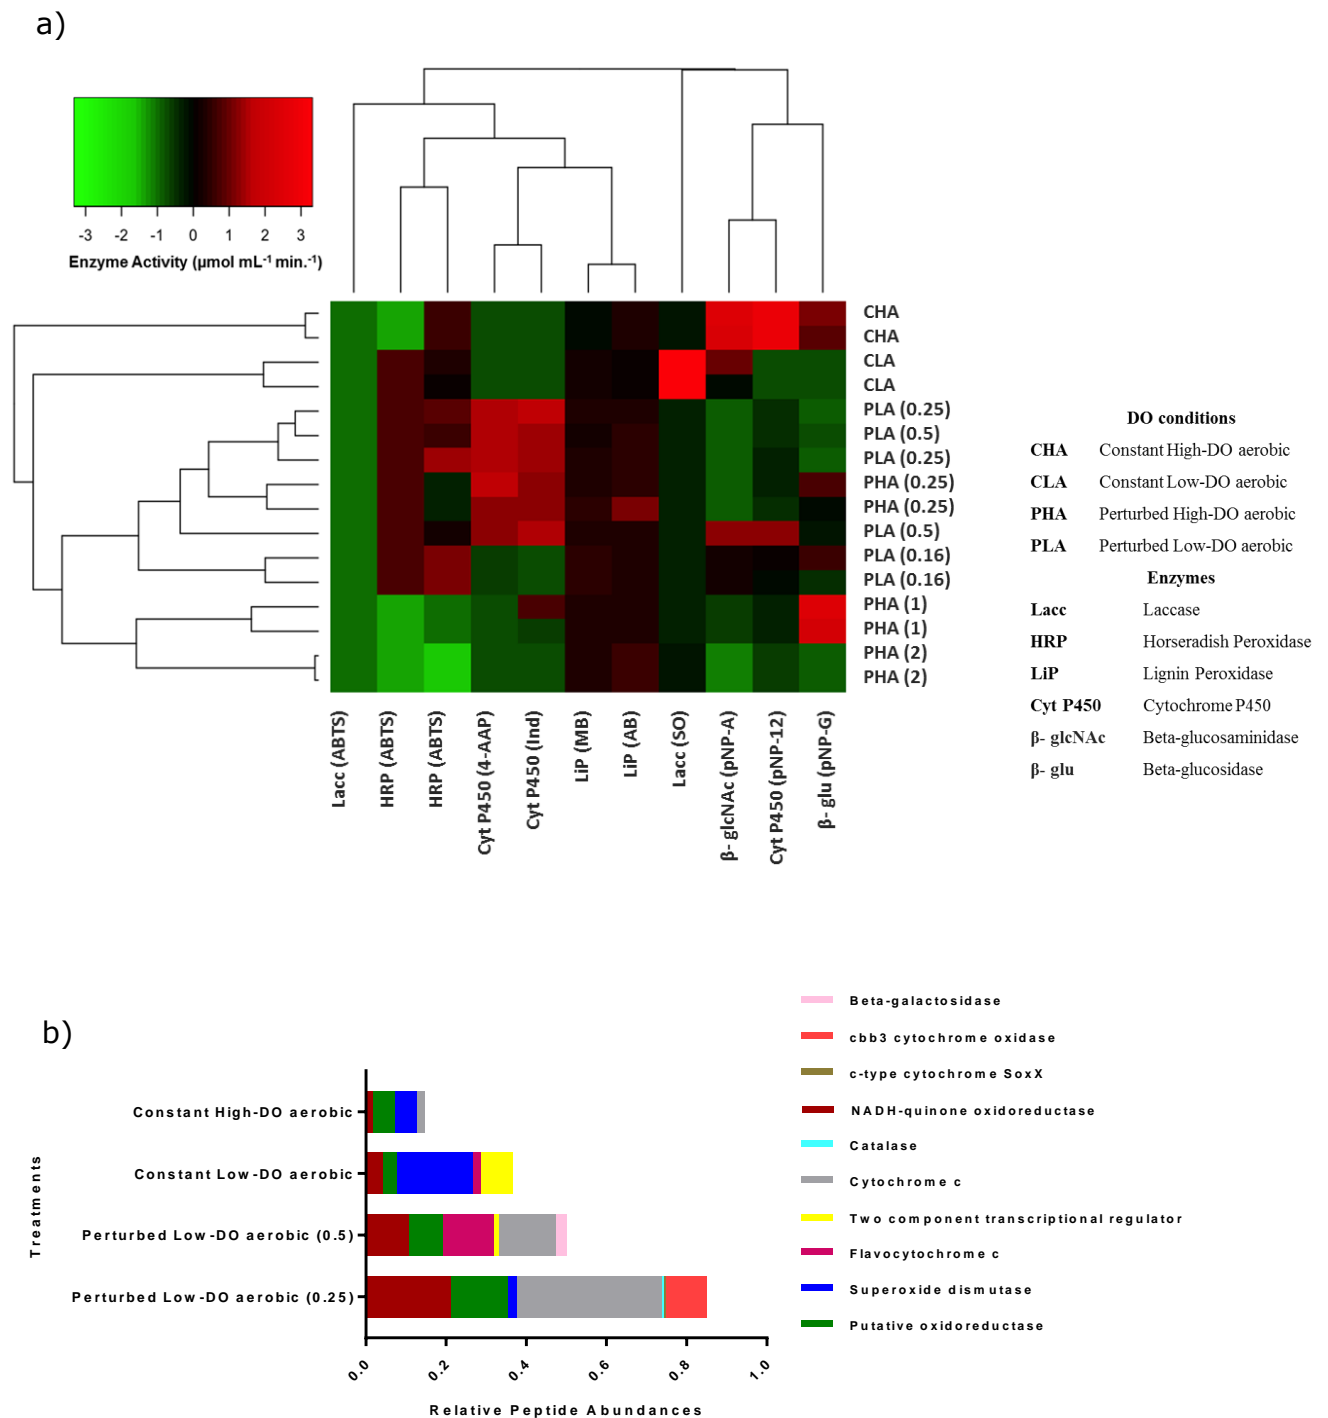 a)
-3 -2 -1 0 1 2 3
Enzyme Activity (µmol mL-1 min.-1)
CHA
CHA
CLA
CLA
PLA (0.25)
PLA (0.5)
PLA (0.25)
PHA (0.25)
PHA (0.25)
PLA (0.5)
PLA (0.16)
PLA (0.16)
PHA (1)
PHA (1)
PHA (2)
PHA (2)
Lacc (ABTS)
HRP (ABTS)
HRP (ABTS)
Cyt P450 (4-AAP)
Cyt P450 (Ind)
LiP (MB)
LiP (AB)
Lacc (SO)
β- glcNAc (pNP-A)
Cyt P450 (pNP-12)
β- glu (pNP-G)
DO conditions
CHA Constant High-DO aerobic
CLA Constant Low-DO aerobic
PHA Perturbed High-DO aerobic
PLA Perturbed Low-DO aerobic
Enzymes
Lacc Laccase
HRP Horseradish Peroxidase
LiP Lignin Peroxidase
Cyt P450 Cytochrome P450
β- glcNAc Beta-glucosaminidase
β- glu Beta-glucosidase
b)
Treatments
Constant High-DO aerobic
Constant Low-DO aerobic
Perturbed Low-DO aerobic (0.5)
Perturbed Low-DO aerobic (0.25)
0.0 0.2 0.4 0.6 0.8 1.0
Relative Peptide Abundances
Beta-galactosidase
cbb3 cytochrome oxidase
c-type cytochrome SoxX
NADH-quinone oxidoreductase
Catalase
Cytochrome c
Two component transcriptional regulator
Flavocytochrome c
Superoxide dismutase
Putative oxidoreductase